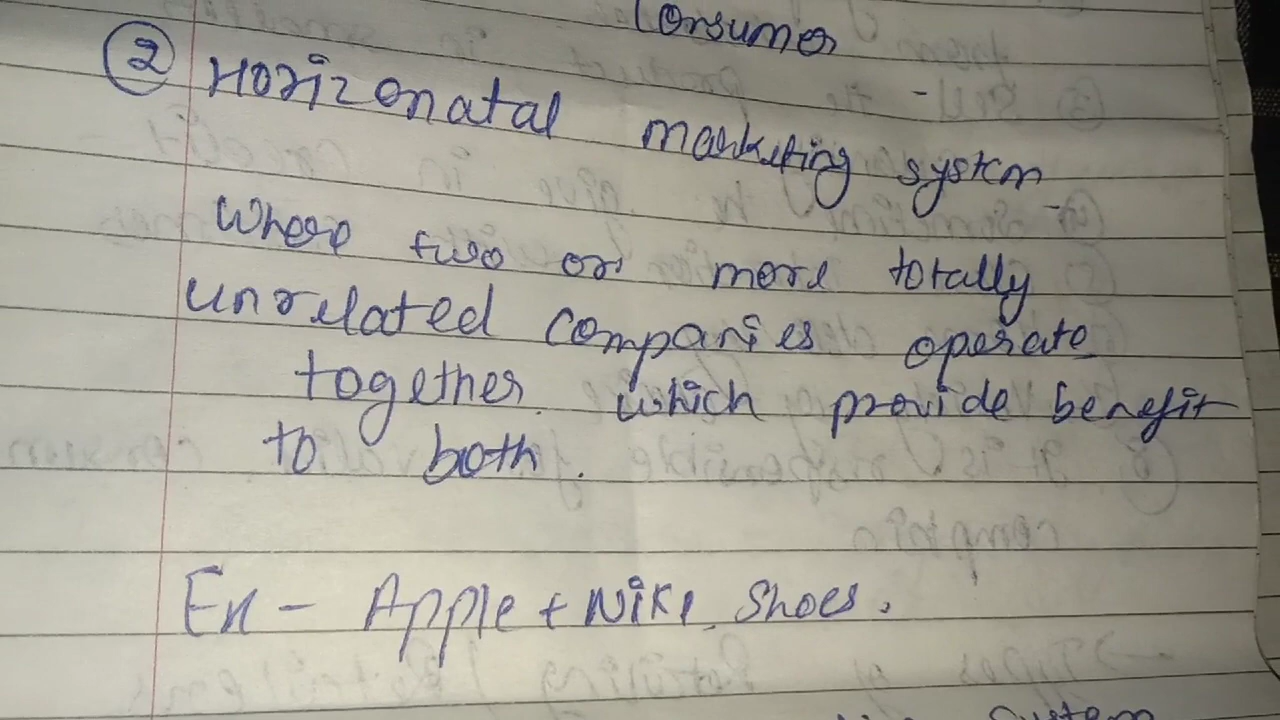 Consumer
② Horizonatal marketing system -
Where two or more totally
unrelated companies operate
together. which provide benefit
to both.
Ex - Apple + Nike Shoes.
system